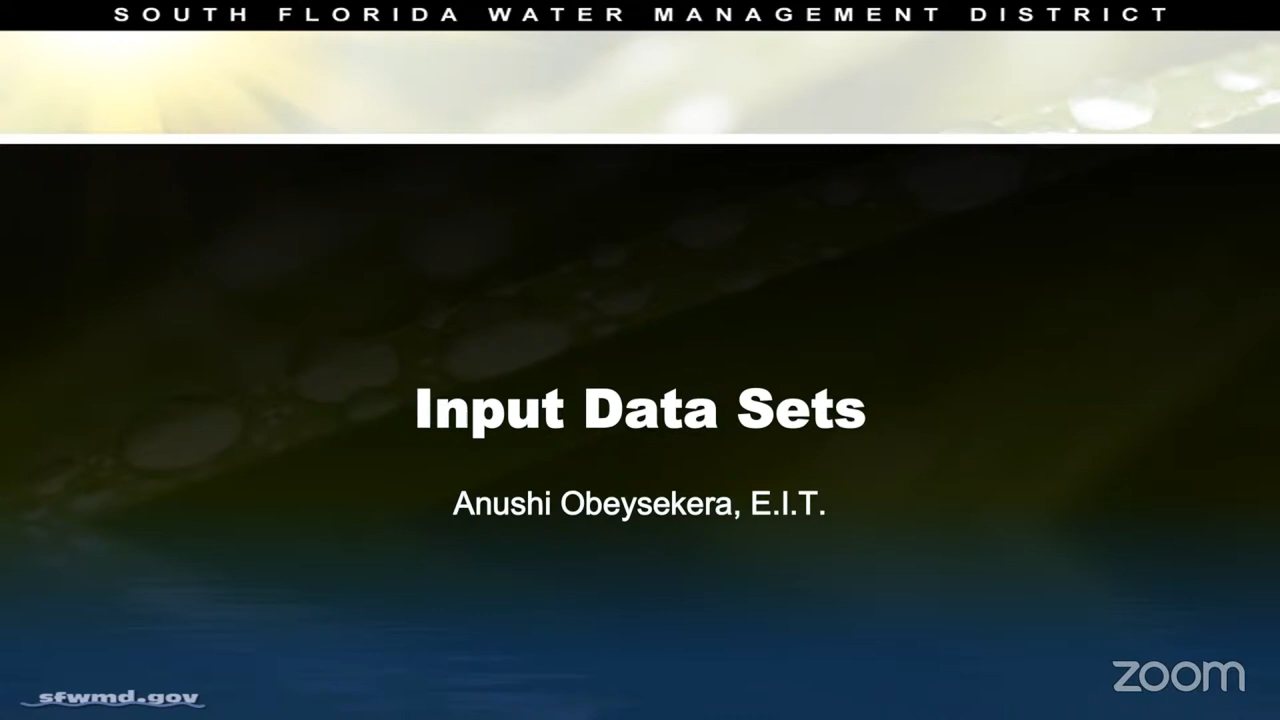 SOUTH FLORIDA WATER MANAGEMENT DISTRICT
Input Data Sets
Anushi Obeysekera, E.I.T.
sfwmd.gov
zoom